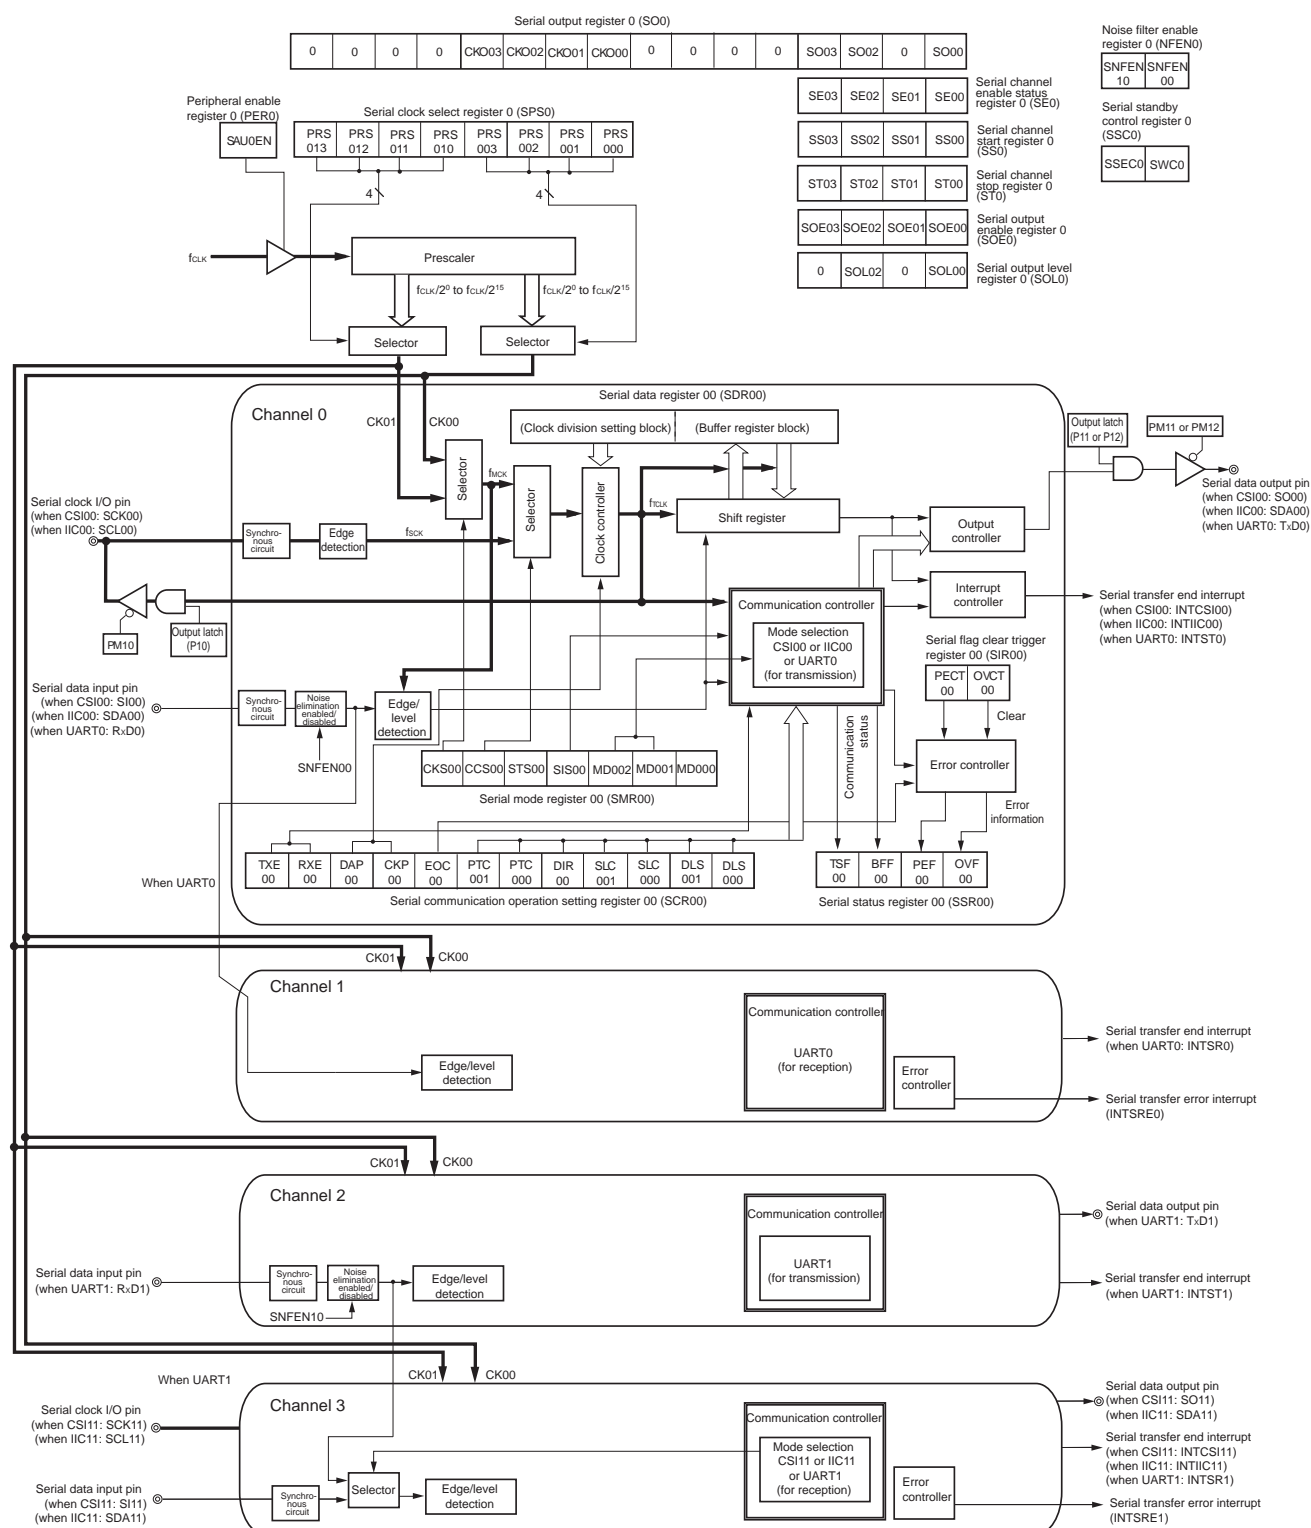 Serial output register 0 (SO0)
0 0 0 0 CKO03 CKO02 CKO01 CKO00 0 0 0 0 SO03 SO02 0 SO00
Noise filter enable
register 0 (NFEN0)
SNFEN SNFEN
10 00
Peripheral enable
register 0 (PER0)
SAU0EN
Serial clock select register 0 (SPS0)
PRS PRS PRS PRS PRS PRS PRS PRS
013 012 011 010 003 002 001 000
4
4
SE03 SE02 SE01 SE00
Serial channel
enable status
register 0 (SE0)
SS03 SS02 SS01 SS00
Serial channel
start register 0
(SS0)
ST03 ST02 ST01 ST00
Serial channel
stop register 0
(ST0)
SOE03 SOE02 SOE01 SOE00
Serial output
enable register 0
(SOE0)
0 SOL02 0 SOL00
Serial output level
register 0 (SOL0)
Serial standby
control register 0
(SSC0)
SSEC0 SWC0
fCLK
Prescaler
fCLK/2⁰ to fCLK/2¹⁵
fCLK/2⁰ to fCLK/2¹⁵
Selector
Selector
Channel 0
CK01
CK00
Serial data register 00 (SDR00)
(Clock division setting block)
(Buffer register block)
Selector
fMCK
Selector
Clock controller
fTCLK
Shift register
Output
controller
Output latch
(P11 or P12)
PM11 or PM12
Serial data output pin
(when CSI00: SO00)
(when IIC00: SDA00)
(when UART0: TxD0)
Serial clock I/O pin
(when CSI00: SCK00)
(when IIC00: SCL00)
Synchro-
nous
circuit
Edge
detection
fSCK
PM10
Output latch
(P10)
Communication controller
Mode selection
CSI00 or IIC00
or UART0
(for transmission)
Interrupt
controller
Serial transfer end interrupt
(when CSI00: INTCSI00)
(when IIC00: INTIIC00)
(when UART0: INTST0)
Serial flag clear trigger
register 00 (SIR00)
PECT OVCT
00 00
Clear
Serial data input pin
(when CSI00: SI00)
(when IIC00: SDA00)
(when UART0: RxD0)
Synchro-
nous
circuit
Noise
elimination
enabled/
disabled
SNFEN00
Edge/
level
detection
CKS00 CCS00 STS00 SIS00 MD002 MD001 MD000
Serial mode register 00 (SMR00)
Communication
status
Error controller
Error
information
TXE RXE DAP CKP EOC PTC PTC DIR SLC SLC DLS DLS
00 00 00 00 00 001 000 00 001 000 001 000
Serial communication operation setting register 00 (SCR00)
TSF BFF PEF OVF
00 00 00 00
Serial status register 00 (SSR00)
When UART0
CK01
CK00
Channel 1
Edge/level
detection
Communication controller
UART0
(for reception)
Error
controller
Serial transfer end interrupt
(when UART0: INTSR0)
Serial transfer error interrupt
(INTSRE0)
CK01
CK00
Channel 2
Communication controller
UART1
(for transmission)
Serial data output pin
(when UART1: TxD1)
Serial transfer end interrupt
(when UART1: INTST1)
Serial data input pin
(when UART1: RxD1)
Synchro-
nous
circuit
Noise
elimination
enabled/
disabled
SNFEN10
Edge/level
detection
When UART1
CK01
CK00
Channel 3
Serial clock I/O pin
(when CSI11: SCK11)
(when IIC11: SCL11)
Serial data input pin
(when CSI11: SI11)
(when IIC11: SDA11)
Synchro-
nous
circuit
Selector
Edge/level
detection
Communication controller
Mode selection
CSI11 or IIC11
or UART1
(for reception)
Error
controller
Serial data output pin
(when CSI11: SO11)
(when IIC11: SDA11)
Serial transfer end interrupt
(when CSI11: INTCSI11)
(when IIC11: INTIIC11)
(when UART1: INTSR1)
Serial transfer error interrupt
(INTSRE1)